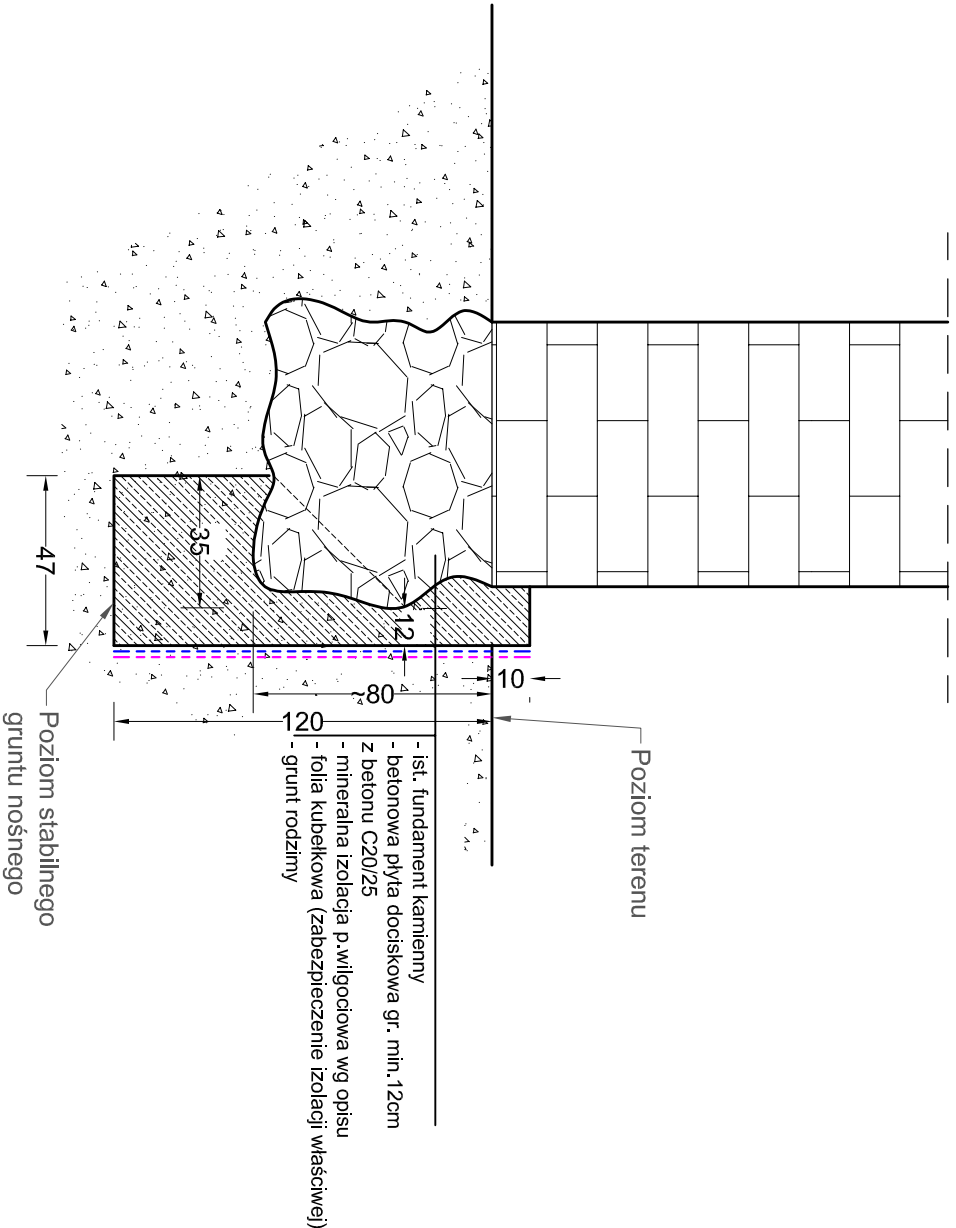 Poziom terenu
10
12
35
~80
120
47
- ist. fundament kamienny
- betonowa płyta dociskowa gr. min.12cm
z betonu C20/25
- mineralna izolacja p.wilgociowa wg opisu
- folia kubełkowa (zabezpieczenie izolacji właściwej)
- grunt rodzimy
Poziom stabilnego
gruntu nośnego